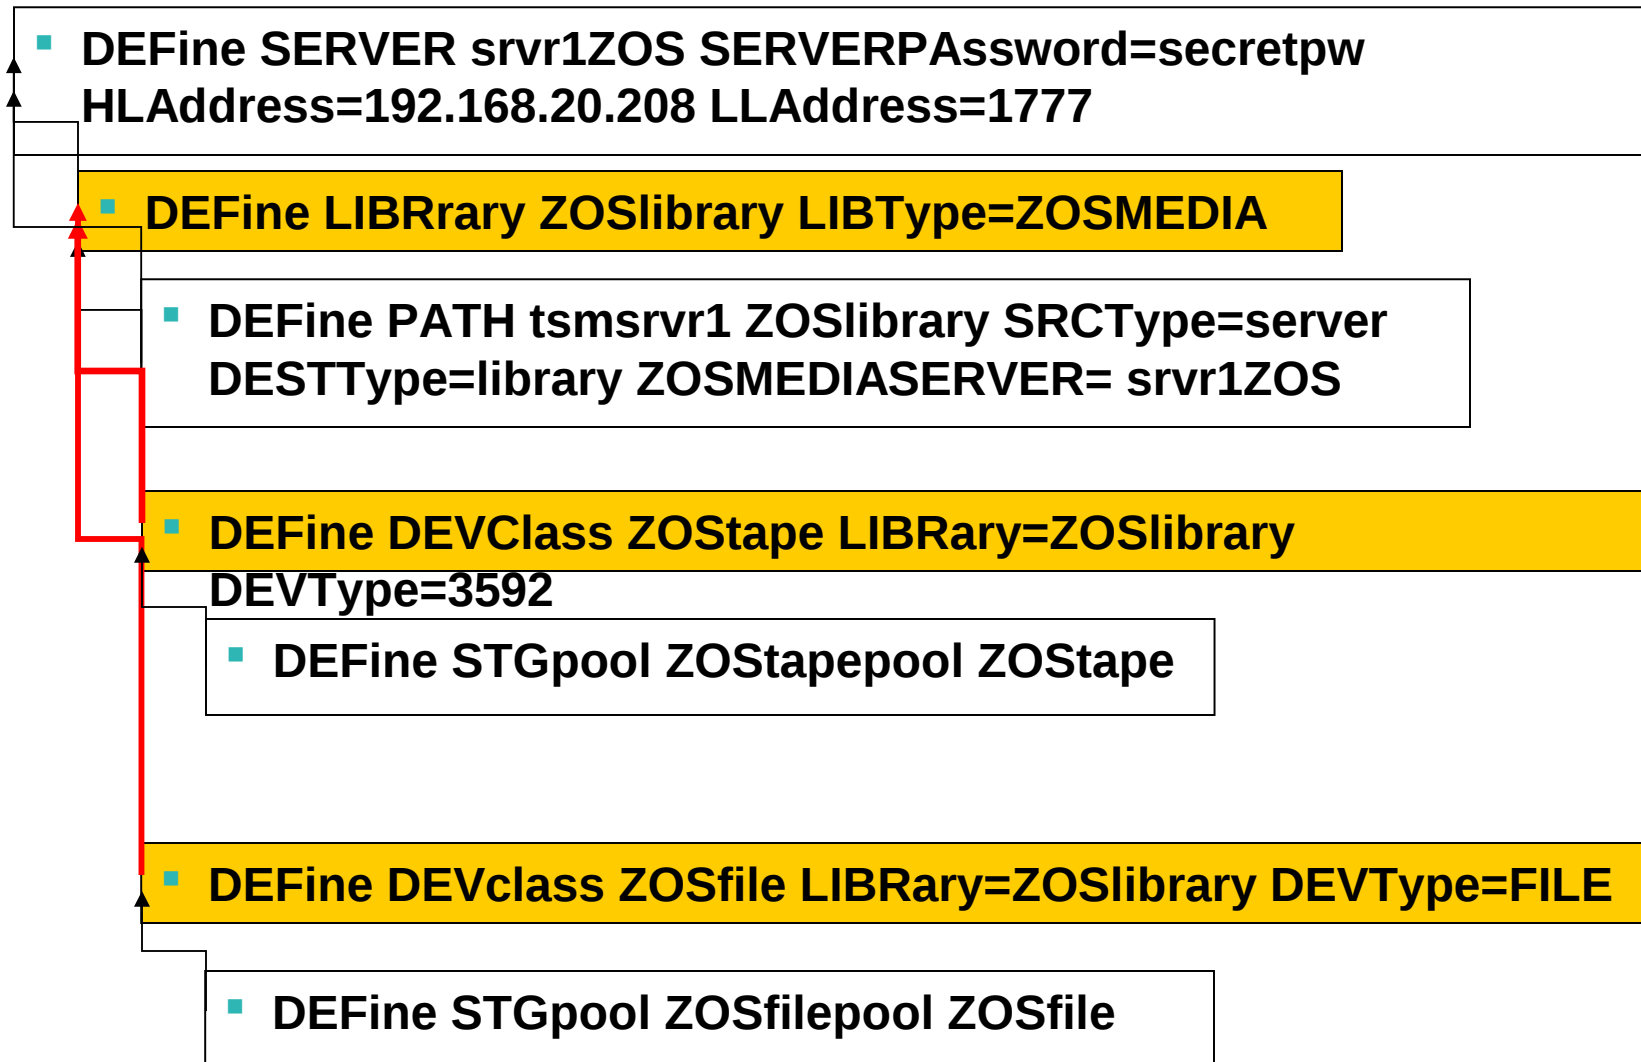 DEFine SERVER srvr1ZOS SERVERPAssword=secretpw
HLAddress=192.168.20.208 LLAddress=1777
DEFine LIBRrary ZOSlibrary LIBType=ZOSMEDIA
DEFine PATH tsmsrvr1 ZOSlibrary SRCType=server
DESTType=library ZOSMEDIASERVER= srvr1ZOS
DEFine DEVClass ZOStape LIBRary=ZOSlibrary
DEVType=3592
DEFine STGpool ZOStapepool ZOStape
DEFine DEVclass ZOSfile LIBRary=ZOSlibrary DEVType=FILE
DEFine STGpool ZOSfilepool ZOSfile